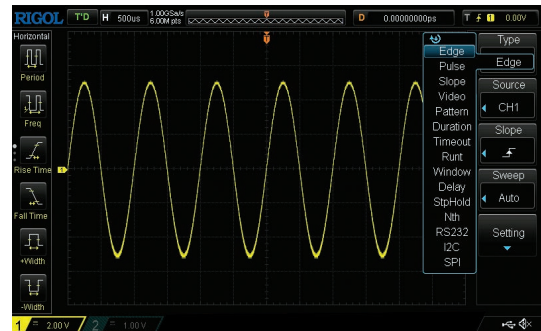 RIGOL T'D H 500us 1.00GSa/s 6.00M pts D 0.00000000ps T 1 0.00V
Horizontal
Period
Freq
Rise Time
Fall Time
+Width
-Width
1
Edge
Pulse
Slope
Video
Pattern
Duration
Timeout
Runt
Window
Delay
StpHold
Nth
RS232
I2C
SPI
Type
Edge
Source
CH1
Slope
Sweep
Auto
Setting
1 = 2.00 V 2 = 1.00 V